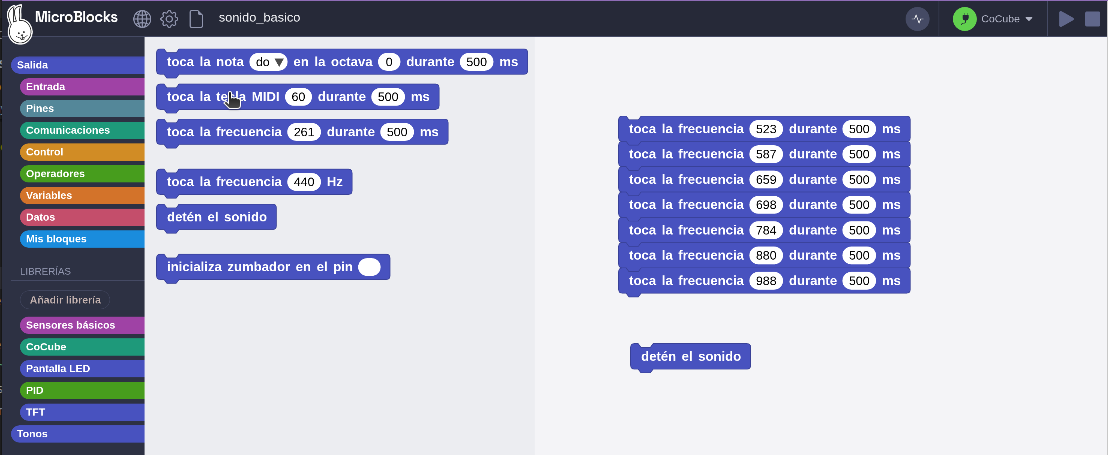 MicroBlocks sonido_basico CoCube
Salida
Entrada
Pines
Comunicaciones
Control
Operadores
Variables
Datos
Mis bloques
LIBRERÍAS
Añadir librería
Sensores básicos
CoCube
Pantalla LED
PID
TFT
Tonos
toca la nota do en la octava 0 durante 500 ms
toca la tecla MIDI 60 durante 500 ms
toca la frecuencia 261 durante 500 ms
toca la frecuencia 440 Hz
detén el sonido
inicializa zumbador en el pin
toca la frecuencia 523 durante 500 ms
toca la frecuencia 587 durante 500 ms
toca la frecuencia 659 durante 500 ms
toca la frecuencia 698 durante 500 ms
toca la frecuencia 784 durante 500 ms
toca la frecuencia 880 durante 500 ms
toca la frecuencia 988 durante 500 ms
detén el sonido